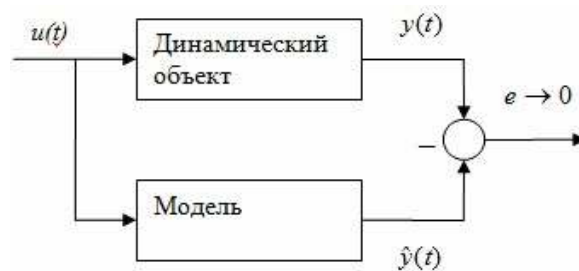 u(t)
Динамический
объект
y(t)
e → 0
–
Модель
ŷ(t)